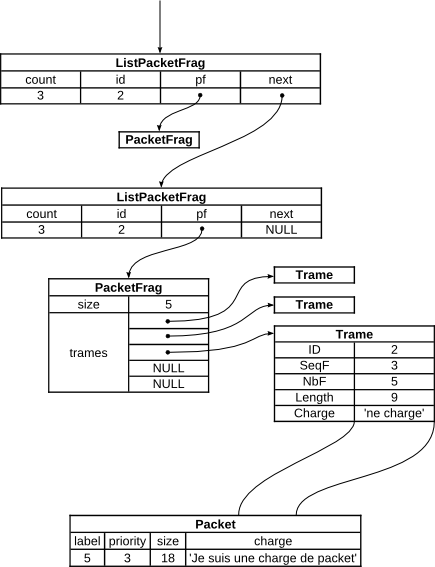 ListPacketFrag
count id pf next
3 2
PacketFrag
ListPacketFrag
count id pf next
3 2 NULL
PacketFrag
size 5
trames
NULL
NULL
Trame
Trame
Trame
ID 2
SeqF 3
NbF 5
Length 9
Charge 'ne charge'
Packet
label priority size charge
5 3 18 'Je suis une charge de packet'